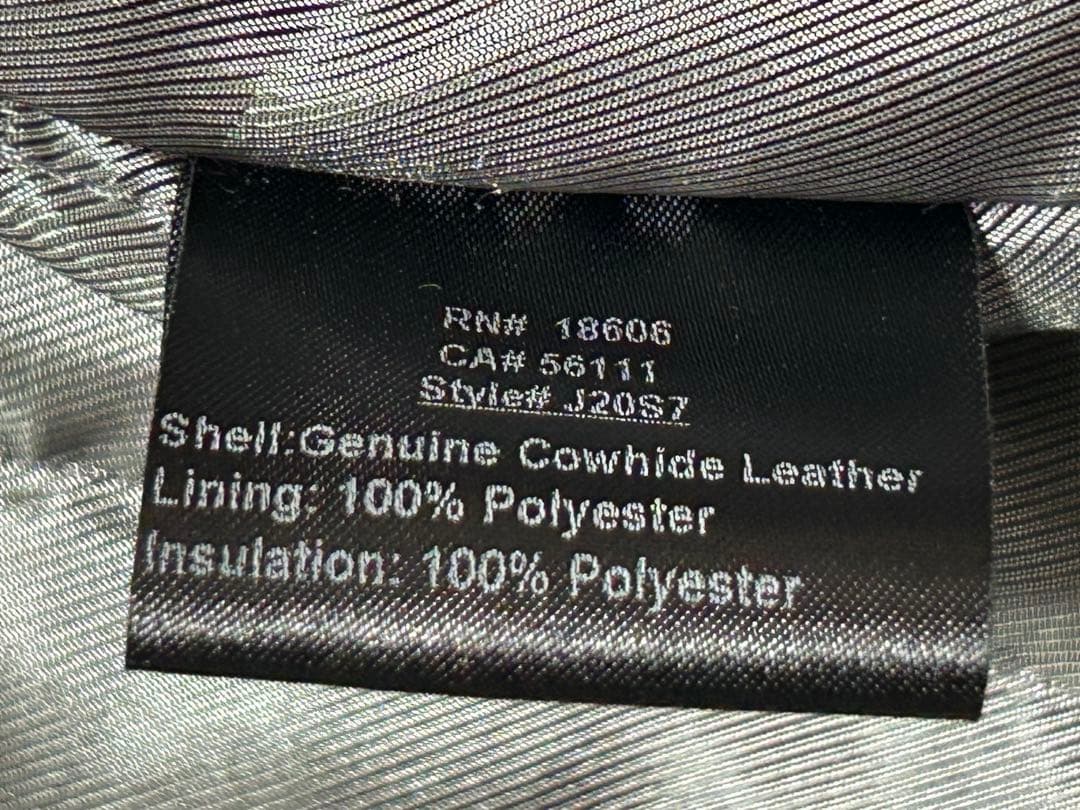 RN# 18606
CA# 56111
Style# J20S7
Shell:Genuine Cowhide Leather
Lining: 100% Polyester
Insulation: 100% Polyester